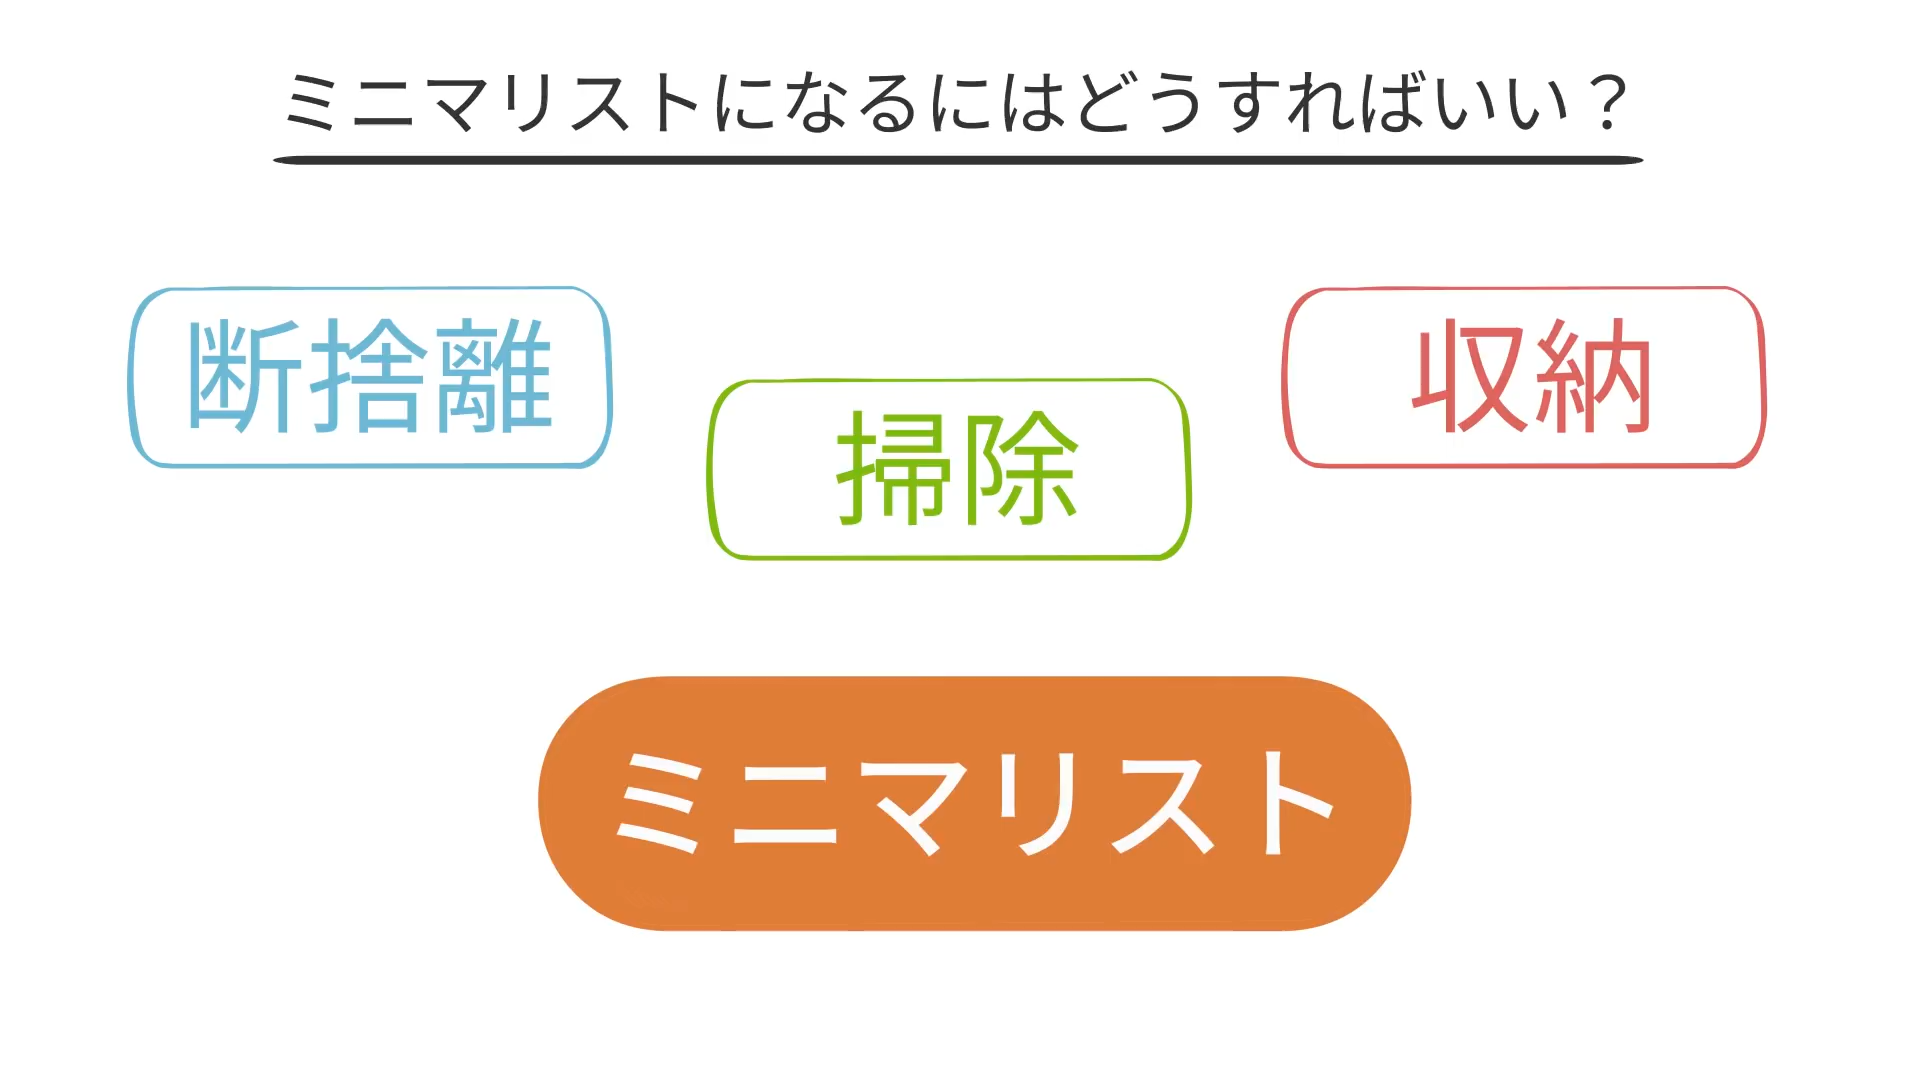 ミニマリストになるにはどうすればいい？
断捨離
掃除
収納
ミニマリスト